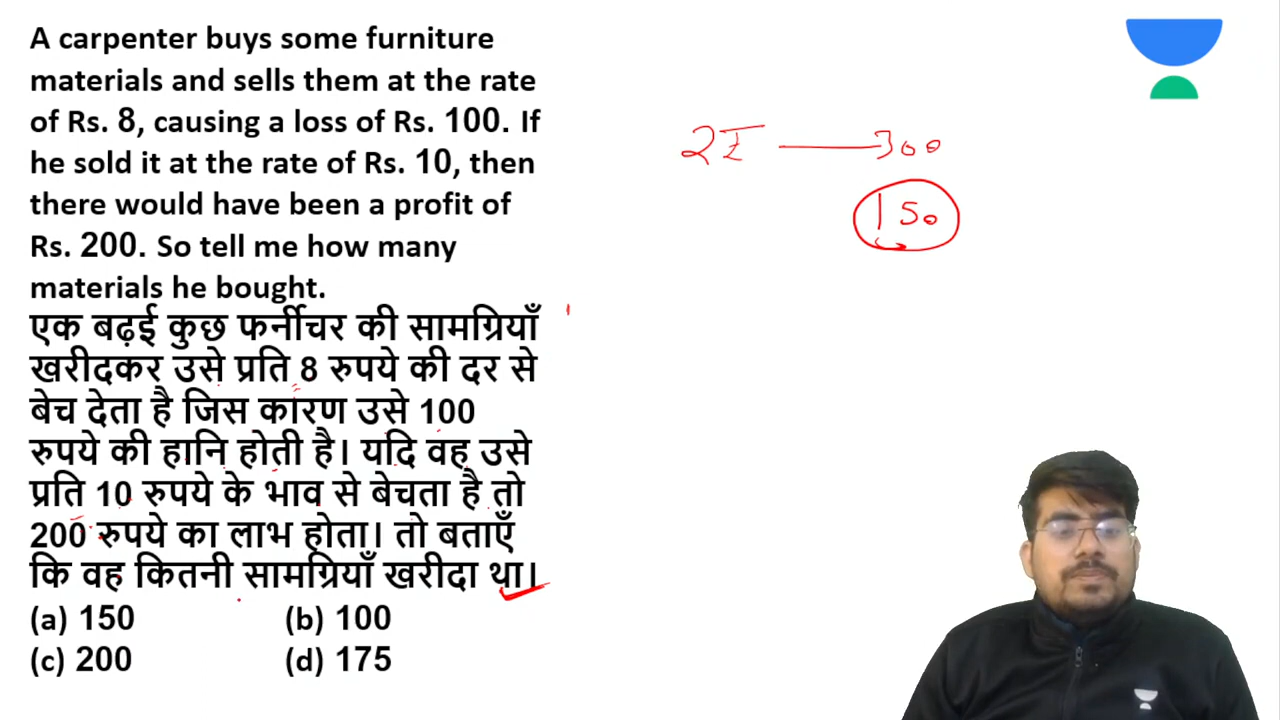 A carpenter buys some furniture
materials and sells them at the rate
of Rs. 8, causing a loss of Rs. 100. If
he sold it at the rate of Rs. 10, then
there would have been a profit of
Rs. 200. So tell me how many
materials he bought.
एक बढ़ई कुछ फर्नीचर की सामग्रियाँ
खरीदकर उसे प्रति 8 रुपये की दर से
बेच देता है जिस कारण उसे 100
रुपये की हानि होती है। यदि वह उसे
प्रति 10 रुपये के भाव से बेचता है तो
200 रुपये का लाभ होता। तो बताएँ
कि वह कितनी सामग्रियाँ खरीदा था।
(a) 150 (b) 100
(c) 200 (d) 175
2₹ — 300
150